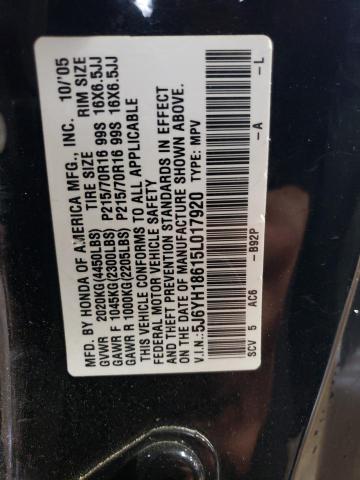 MFD. BY HONDA OF AMERICA MFG., INC. 10/'05
TIRE SIZE RIM SIZE
GVWR 2020KG(4450LBS)
GAWR F 1045KG(2300LBS) P215/70R16 99S 16X6.5JJ
GAWR R 1000KG(2205LBS) P215/70R16 99S 16X6.5JJ
THIS VEHICLE CONFORMS TO ALL APPLICABLE
FEDERAL MOTOR VEHICLE SAFETY STANDARDS IN EFFECT
ON THE DATE OF MANUFACTURE SHOWN ABOVE.
V.I.N.: 5J6YH18615L017920 TYPE: MPV
SCV 5 AC6 -B92P -A -L